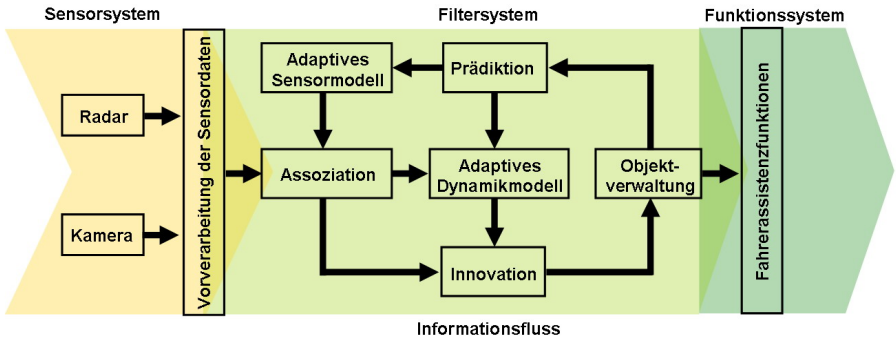 Sensorsystem
Filtersystem
Funktionssystem
Radar
Kamera
Vorverarbeitung der Sensordaten
Adaptives
Sensormodell
Prädiktion
Assoziation
Adaptives
Dynamikmodell
Objekt-
verwaltung
Innovation
Fahrerassistenzfunktionen
Informationsfluss